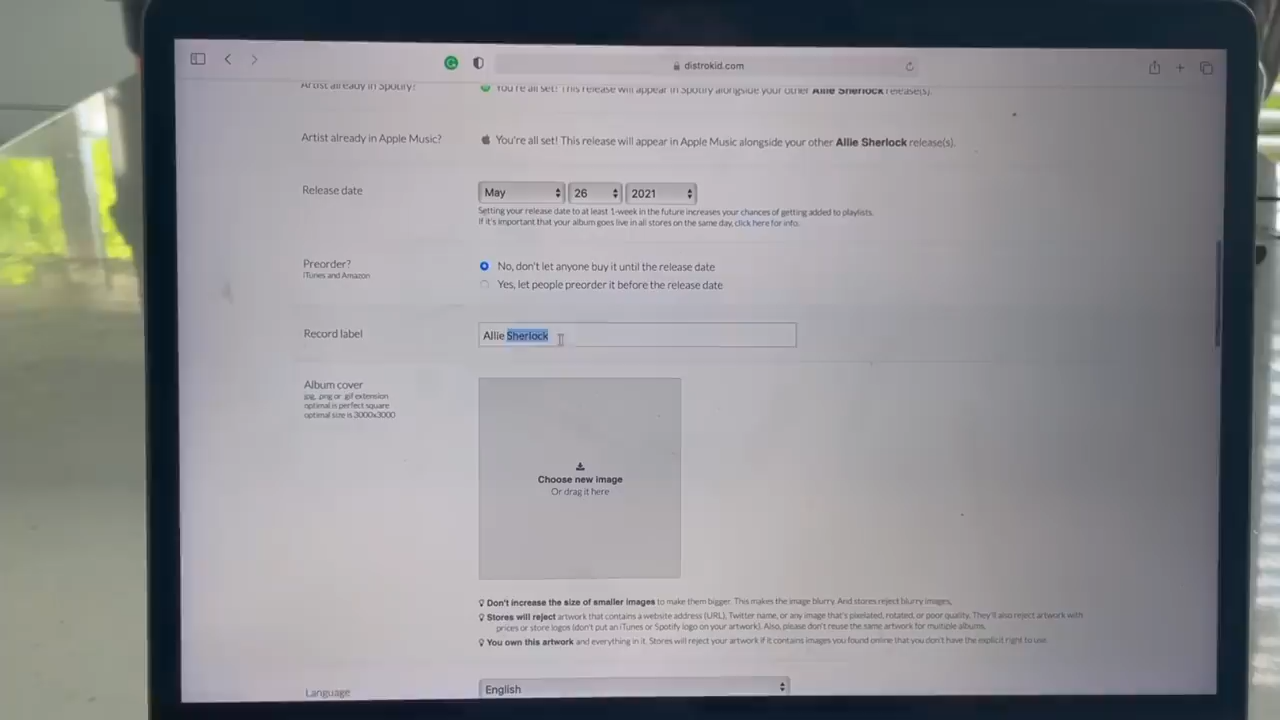 distrokid.com
Artist already in Spotify?
You're all set! This release will appear in Spotify alongside your other Allie Sherlock release(s).
Artist already in Apple Music?
You're all set! This release will appear in Apple Music alongside your other Allie Sherlock release(s).
Release date
May 26 2021
Setting your release date to at least 1-week in the future increases your chances of getting added to playlists.
If it's important that your album goes live in all stores on the same day, click here for info.
Preorder?
iTunes and Amazon
No, don't let anyone buy it until the release date
Yes, let people preorder it before the release date
Record label
Allie Sherlock
Album cover
jpg, .png or .gif extension
optimal is perfect square
optimal size is 3000x3000
Choose new image
Or drag it here
Don't increase the size of smaller images to make them bigger. This makes the image blurry. And stores reject blurry images.
Stores will reject artwork that contains a website address (URL), Twitter name, or any image that's pixelated, rotated, or poor quality. They'll also reject artwork with
prices or store logos (don't put an iTunes or Spotify logo on your artwork). Also, please don't reuse the same artwork for multiple albums.
You own this artwork and everything in it. Stores will reject your artwork if it contains images you found online that you don't have the explicit right to use.
Language
English